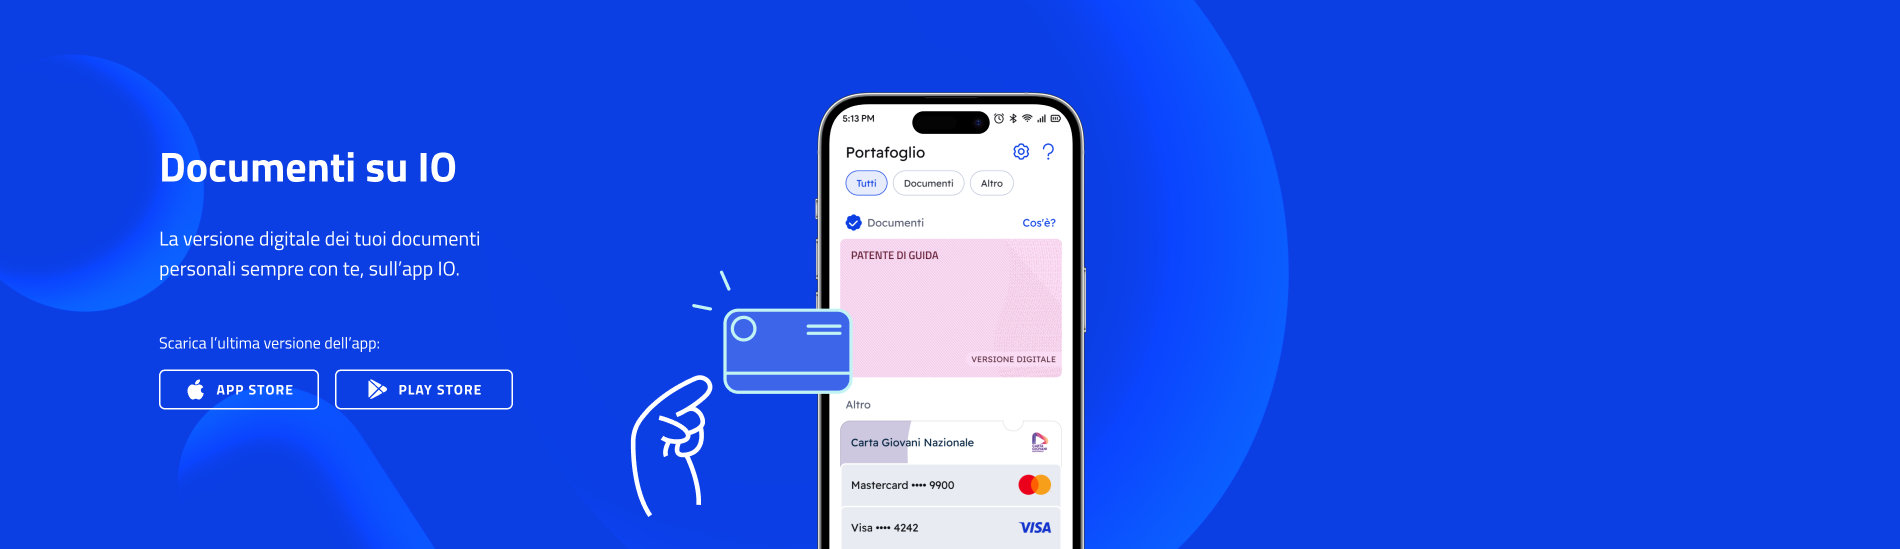 Documenti su IO
La versione digitale dei tuoi documenti
personali sempre con te, sull'app IO.
Scarica l'ultima versione dell'app:
APP STORE
PLAY STORE
5:13 PM
Portafoglio
Tutti
Documenti
Altro
Documenti
Cos'è?
PATENTE DI GUIDA
VERSIONE DIGITALE
Altro
Carta Giovani Nazionale
CARTA
GIOVANI
Mastercard •••• 9900
Visa •••• 4242
VISA